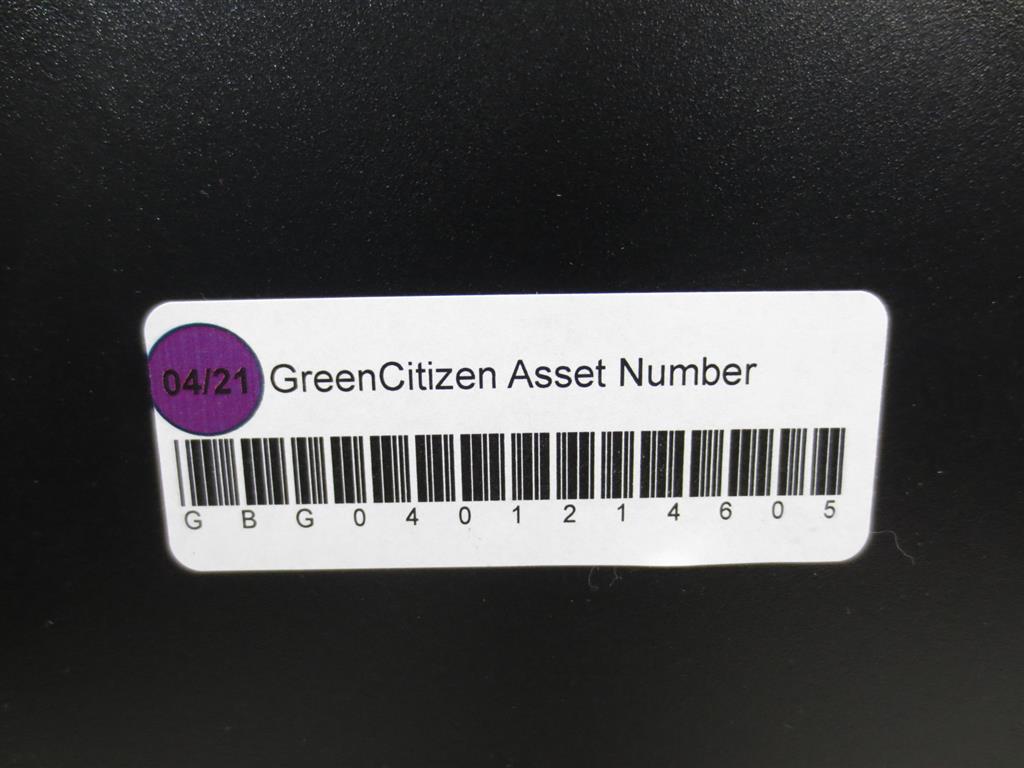 04/21 GreenCitizen Asset Number
G B G 0 4 0 1 2 1 4 6 0 5